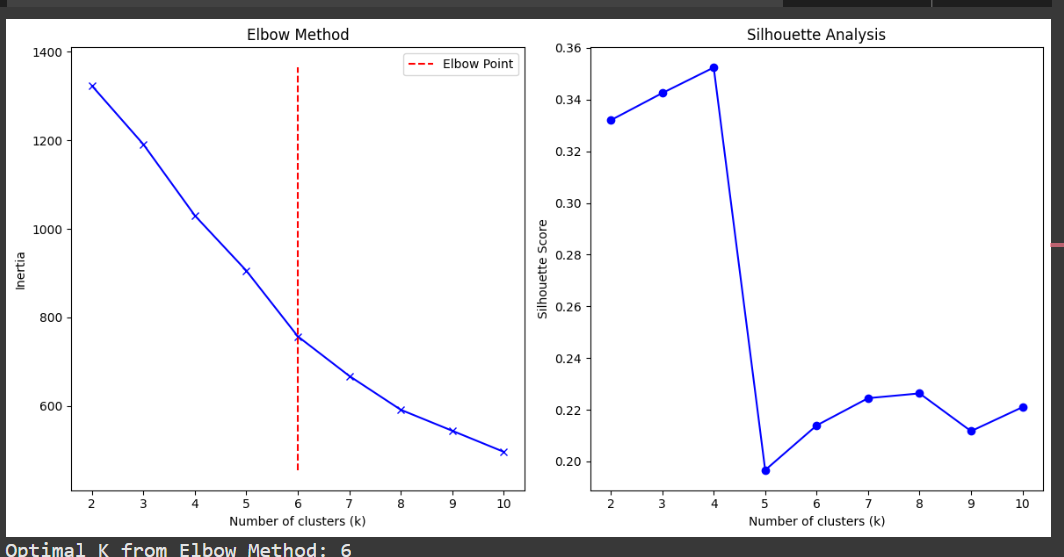 Elbow Method
1400
1200
1000
800
600
Inertia
2 3 4 5 6 7 8 9 10
Number of clusters (k)
Elbow Point
Silhouette Analysis
0.36
0.34
0.32
0.30
0.28
0.26
0.24
0.22
0.20
Silhouette Score
2 3 4 5 6 7 8 9 10
Number of clusters (k)
Optimal K from Elbow Method: 6